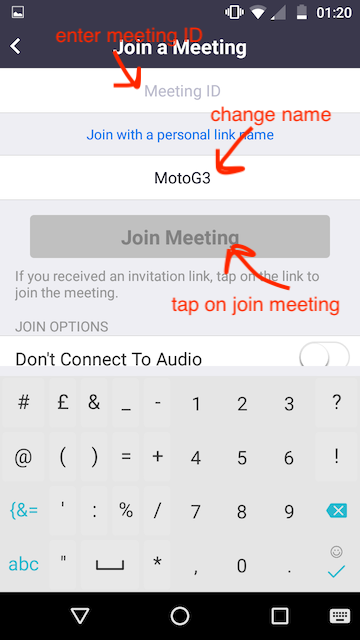 01:20
enter meeting ID
Join a Meeting
Meeting ID
change name
Join with a personal link name
MotoG3
Join Meeting
If you received an invitation link, tap on the link to
join the meeting.
tap on join meeting
JOIN OPTIONS
Don't Connect To Audio
# £ & _ - 1 2 3 ?
@ ( ) = + 4 5 6 !
{&= ' : % / 7 8 9
abc " * , 0 .